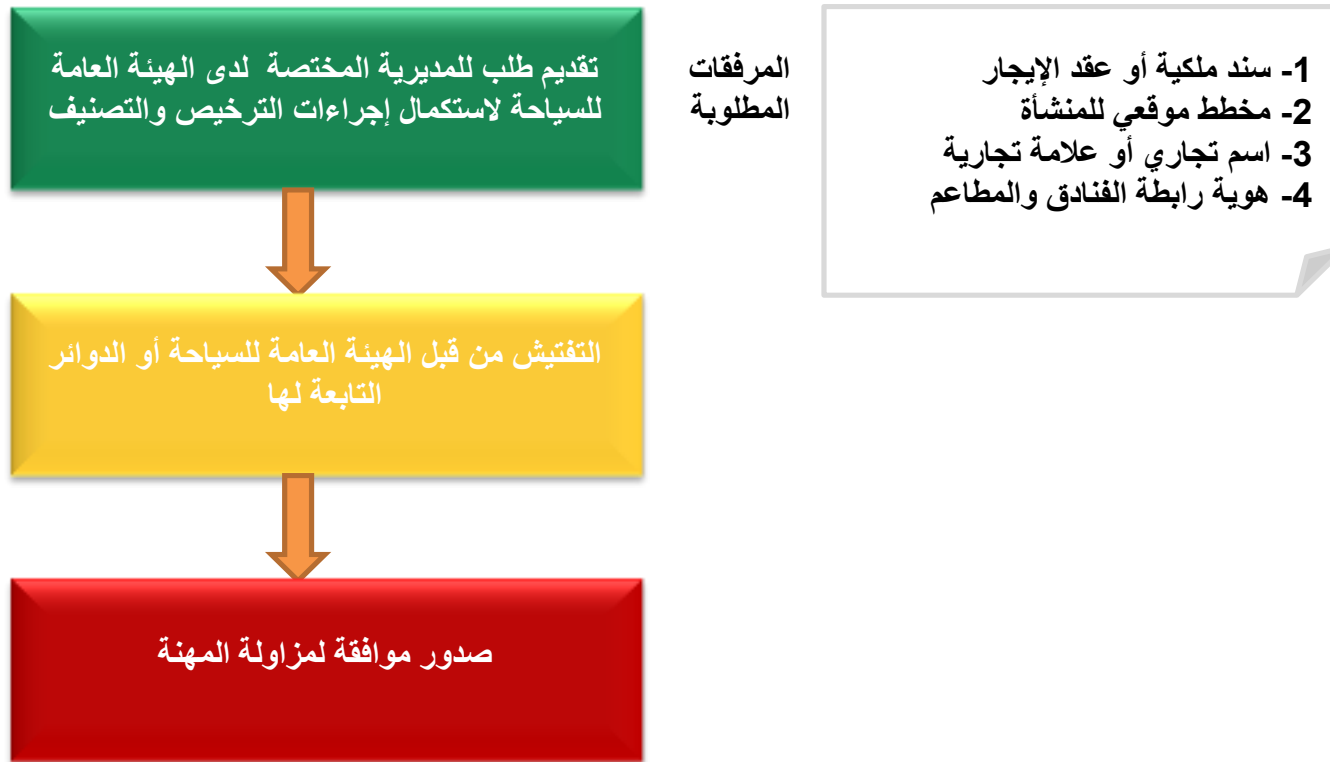 تقديم طلب للمديرية المختصة لدى الهيئة العامة
للسياحة لاستكمال إجراءات الترخيص والتصنيف
المرفقات
المطلوبة
1- سند ملكية أو عقد الإيجار
2- مخطط موقعي للمنشأة
3- اسم تجاري أو علامة تجارية
4- هوية رابطة الفنادق والمطاعم
التفتيش من قبل الهيئة العامة للسياحة أو الدوائر
التابعة لها
صدور موافقة لمزاولة المهنة